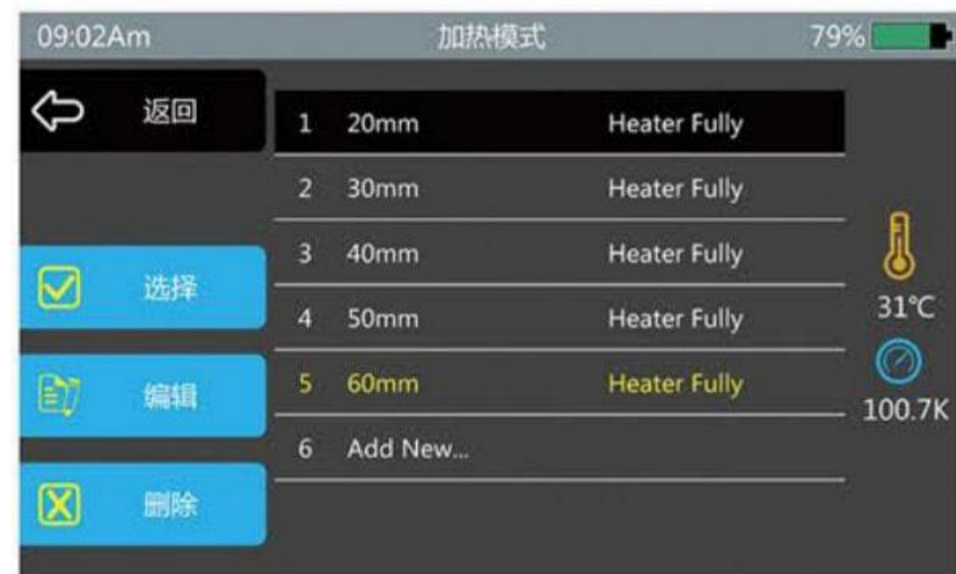 09:02Am 加热模式 79%
返回
1 20mm Heater Fully
2 30mm Heater Fully
3 40mm Heater Fully
选择
4 50mm Heater Fully
31℃
编辑
5 60mm Heater Fully
100.7K
6 Add New...
删除